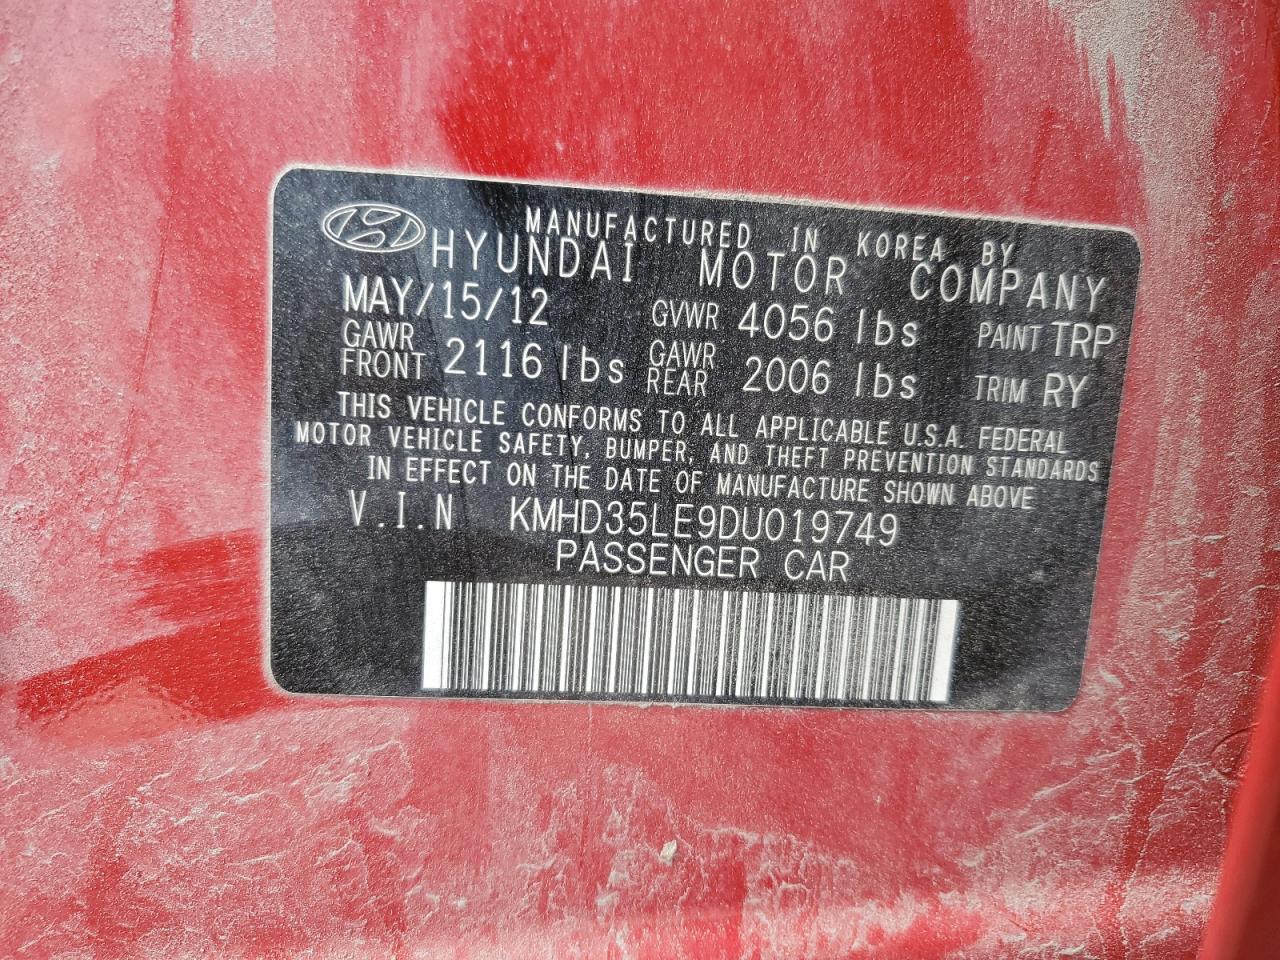 MANUFACTURED IN KOREA BY
HYUNDAI MOTOR COMPANY
MAY/15/12 GVWR 4056 lbs PAINT TRP
GAWR FRONT 2116 lbs GAWR REAR 2006 lbs TRIM RY
THIS VEHICLE CONFORMS TO ALL APPLICABLE U.S.A. FEDERAL
MOTOR VEHICLE SAFETY, BUMPER, AND THEFT PREVENTION STANDARDS
IN EFFECT ON THE DATE OF MANUFACTURE SHOWN ABOVE
V.I.N KMHD35LE9DU019749
PASSENGER CAR